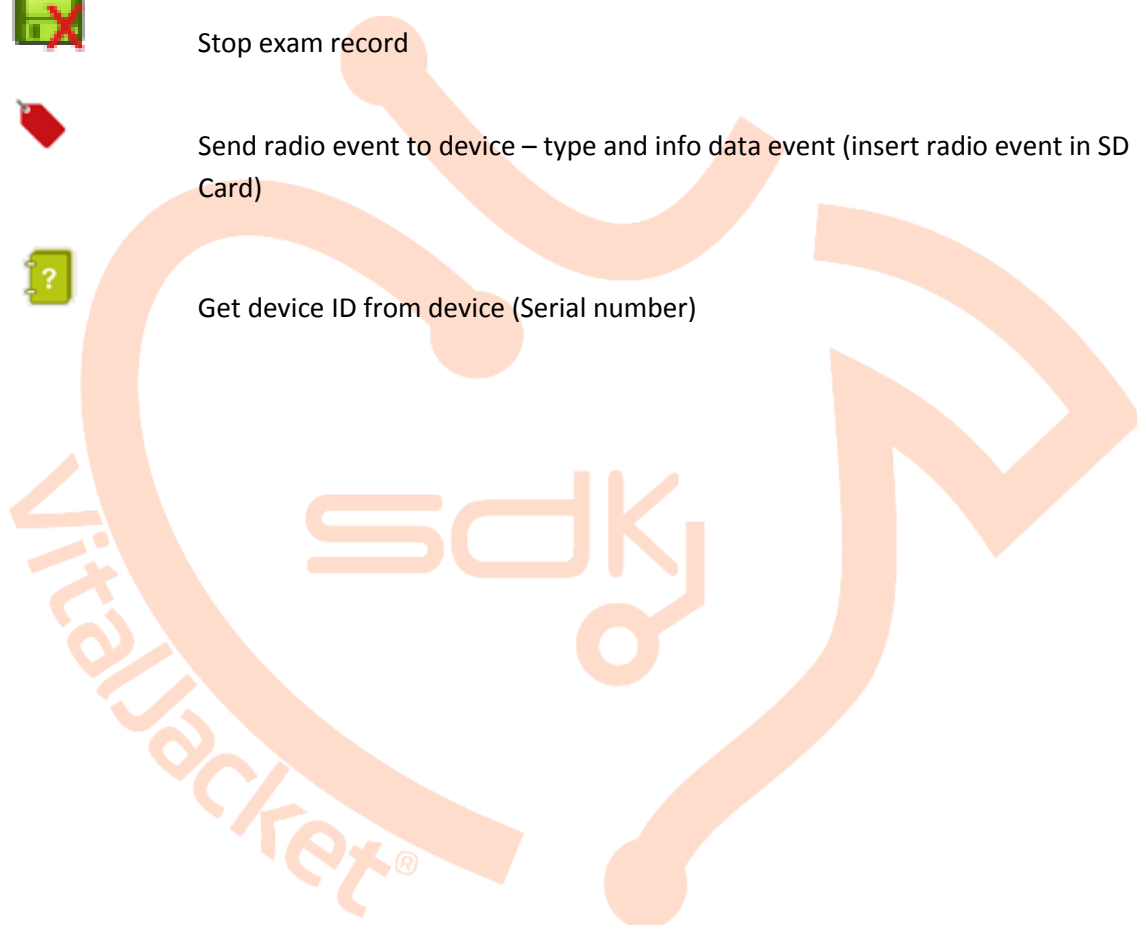 Stop exam record
Send radio event to device – type and info data event (insert radio event in SD
Card)
?
Get device ID from device (Serial number)
sdk
VitalJacket®